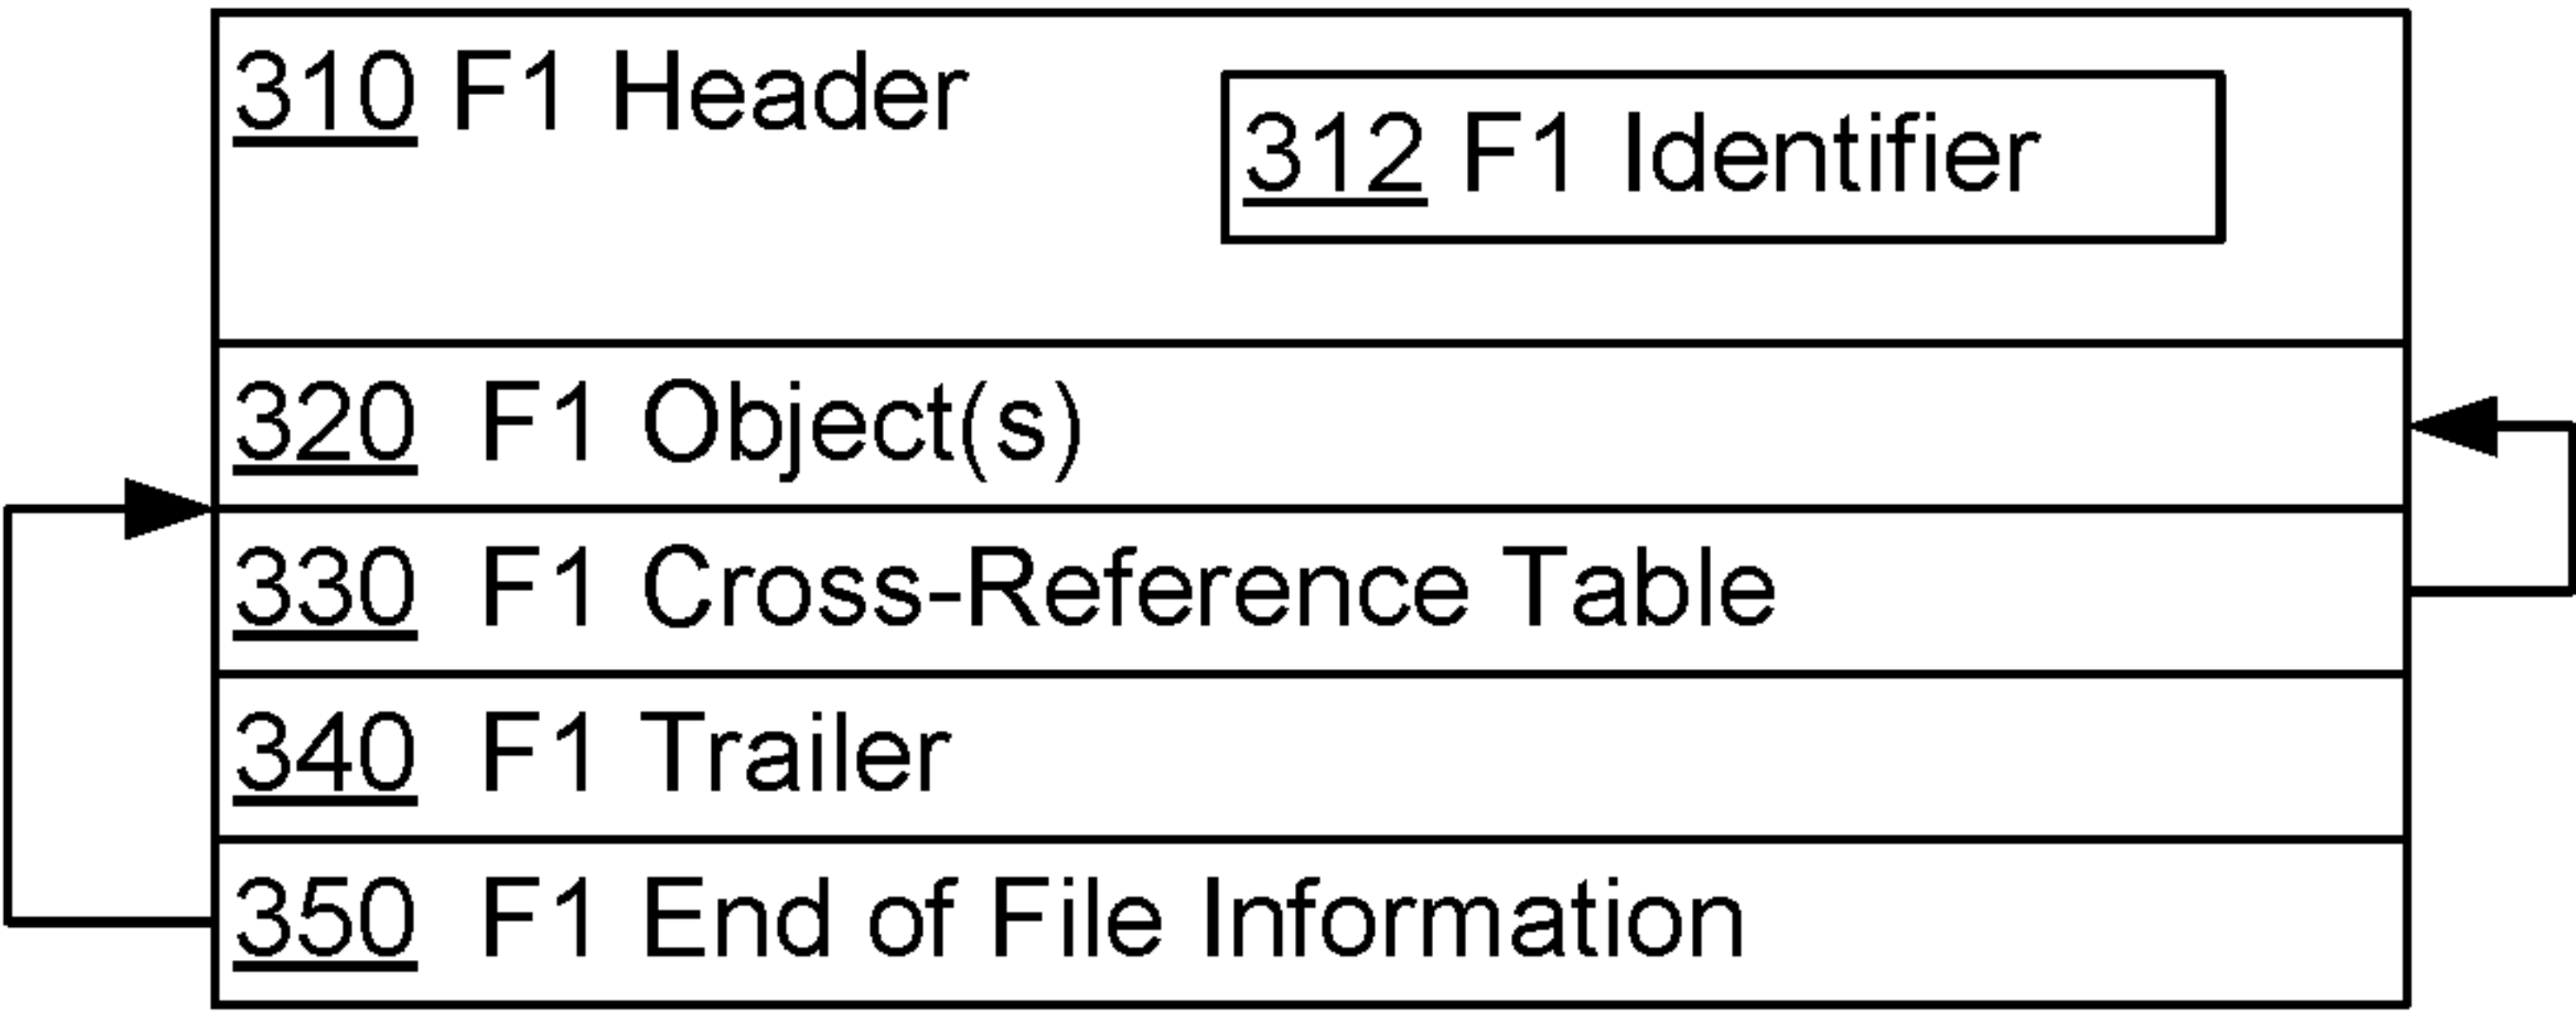 310 F1 Header
312 F1 Identifier
320 F1 Object(s)
330 F1 Cross-Reference Table
340 F1 Trailer
350 F1 End of File Information